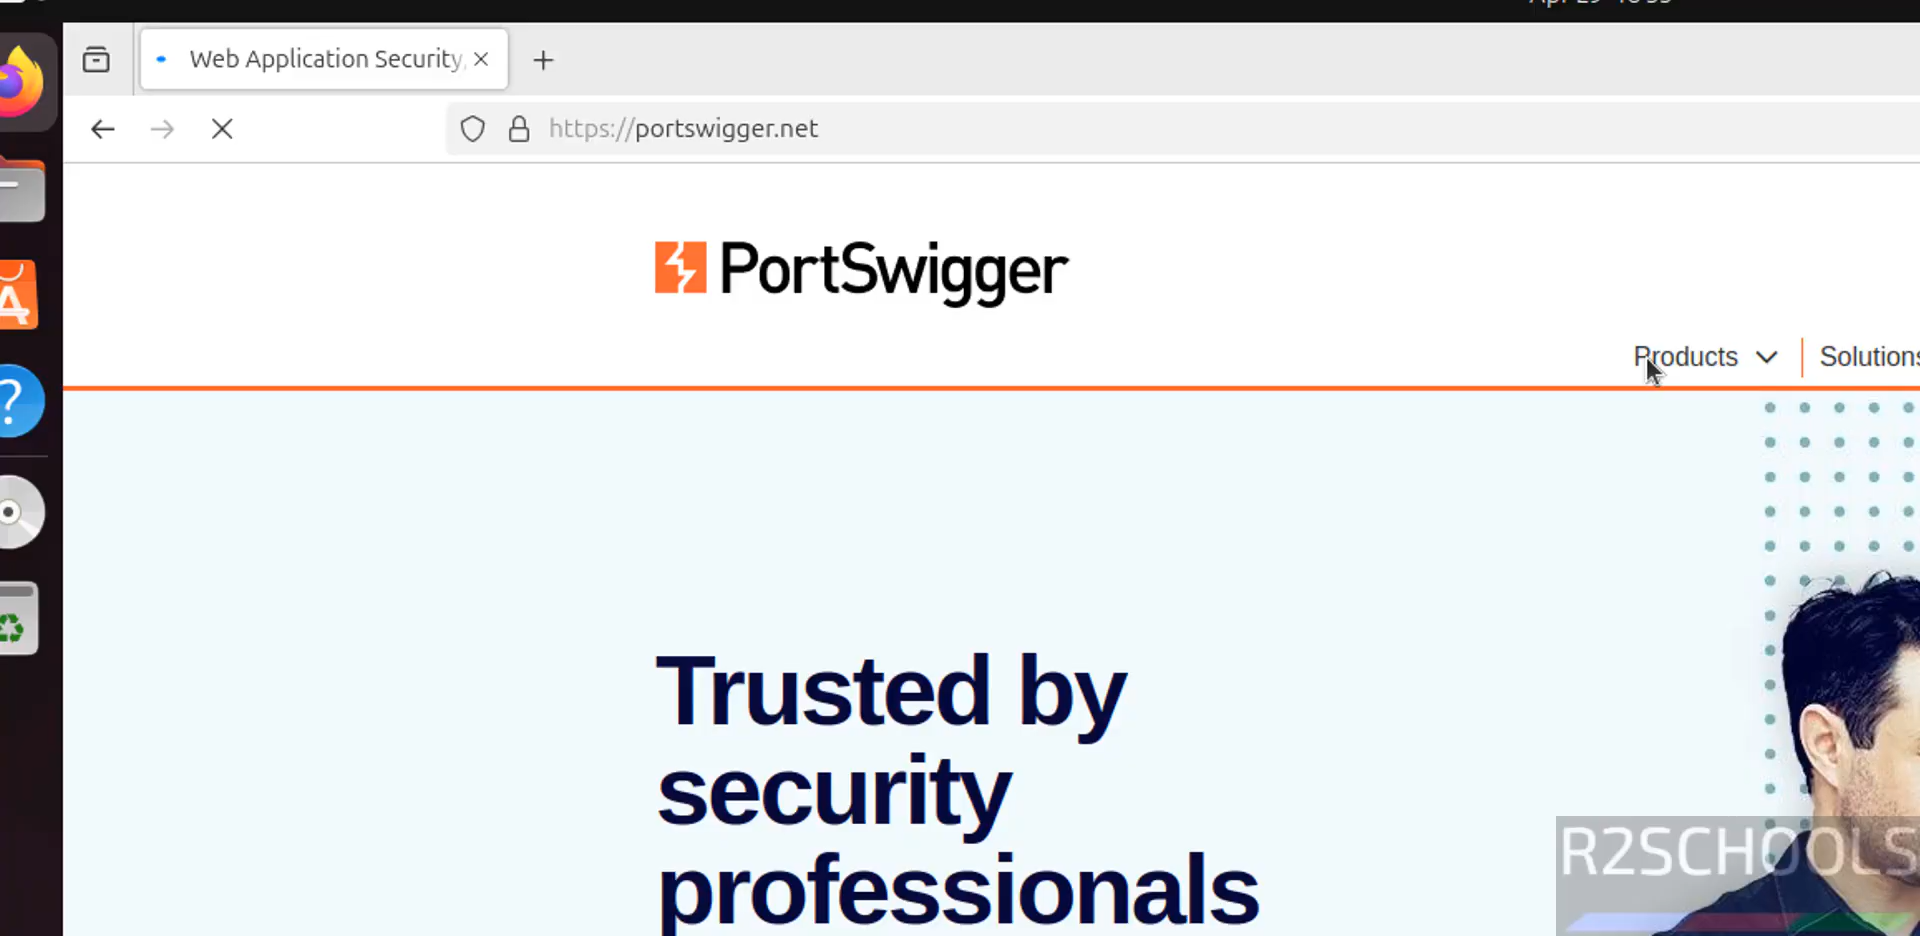 Web Application Security,
https://portswigger.net
PortSwigger
Products
Solutions
Trusted by
security
professionals
R2SCHOOLS